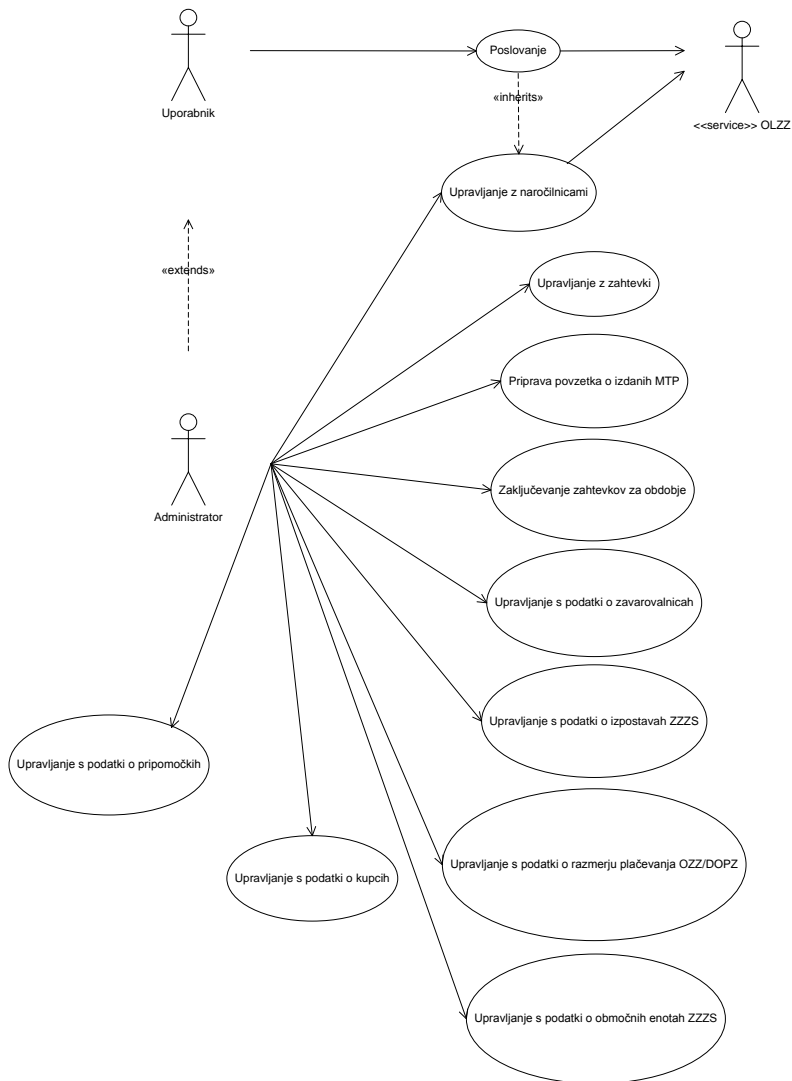 Poslovanje
Uporabnik
<<service>> OLZZ
«inherits»
Upravljanje z naročilnicami
«extends»
Upravljanje z zahtevki
Priprava povzetka o izdanih MTP
Zaključevanje zahtevkov za obdobje
Administrator
Upravljanje s podatki o zavarovalnicah
Upravljanje s podatki o izpostavah ZZZS
Upravljanje s podatki o pripomočkih
Upravljanje s podatki o razmerju plačevanja OZZ/DOPZ
Upravljanje s podatki o kupcih
Upravljanje s podatki o območnih enotah ZZZS